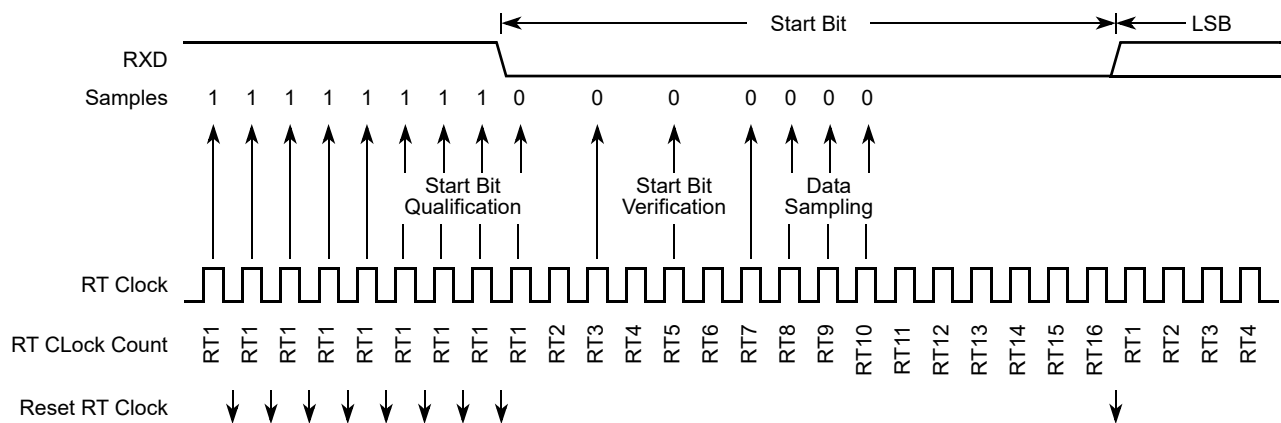 Start Bit
LSB
RXD
Samples 1 1 1 1 1 1 1 1 0 0 0 0 0 0 0
Start Bit Qualification
Start Bit Verification
Data Sampling
RT Clock
RT CLock Count RT1 RT1 RT1 RT1 RT1 RT1 RT1 RT1 RT1 RT2 RT3 RT4 RT5 RT6 RT7 RT8 RT9 RT10 RT11 RT12 RT13 RT14 RT15 RT16 RT1 RT2 RT3 RT4
Reset RT Clock